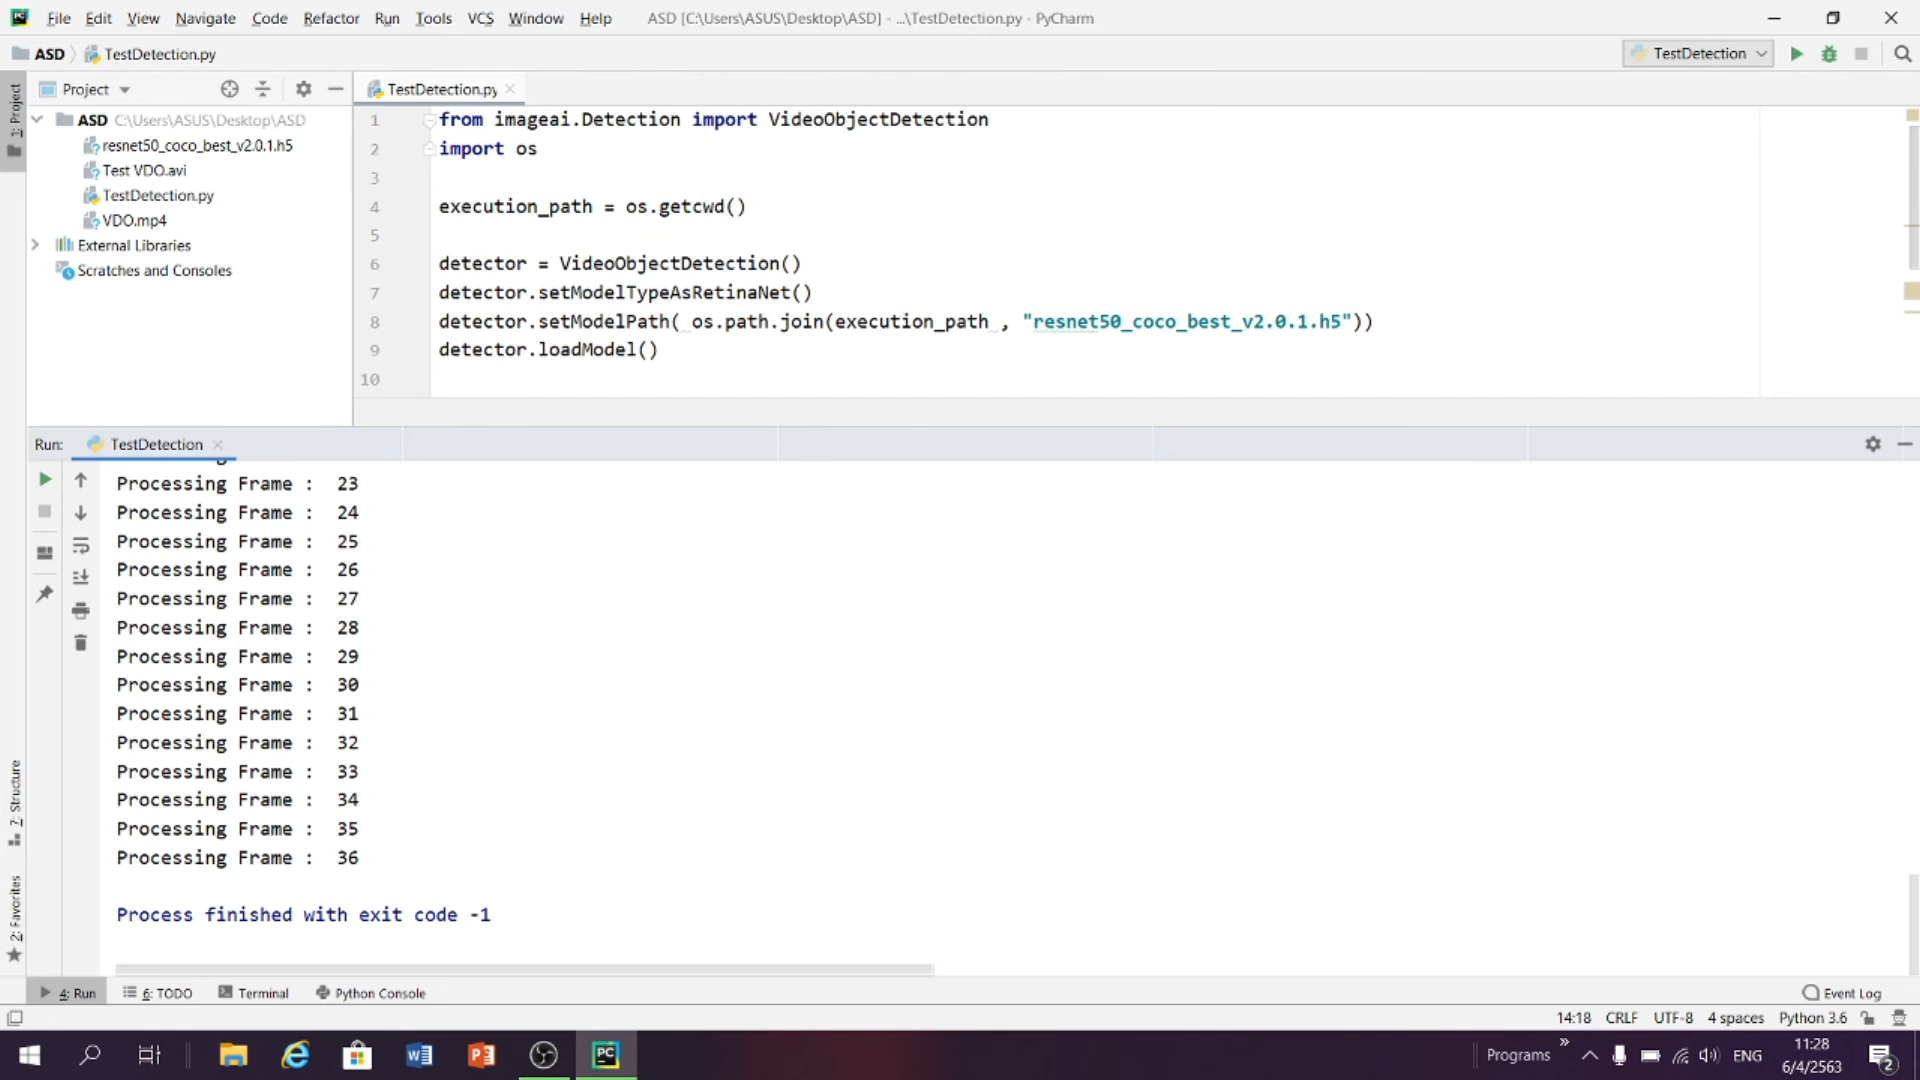 File Edit View Navigate Code Refactor Run Tools VCS Window Help ASD [C:\Users\ASUS\Desktop\ASD] - ...\TestDetection.py - PyCharm
ASD TestDetection.py TestDetection
1: Project
Project
TestDetection.py
ASD C:\Users\ASUS\Desktop\ASD
resnet50_coco_best_v2.0.1.h5
Test VDO.avi
TestDetection.py
VDO.mp4
External Libraries
Scratches and Consoles
1 from imageai.Detection import VideoObjectDetection
2 import os
3
4 execution_path = os.getcwd()
5
6 detector = VideoObjectDetection()
7 detector.setModelTypeAsRetinaNet()
8 detector.setModelPath( os.path.join(execution_path , "resnet50_coco_best_v2.0.1.h5"))
9 detector.loadModel()
10
Run: TestDetection
Processing Frame : 23
Processing Frame : 24
Processing Frame : 25
Processing Frame : 26
Processing Frame : 27
Processing Frame : 28
Processing Frame : 29
Processing Frame : 30
Processing Frame : 31
Processing Frame : 32
Processing Frame : 33
Processing Frame : 34
Processing Frame : 35
Processing Frame : 36
Process finished with exit code -1
7: Structure
2: Favorites
4: Run 6: TODO Terminal Python Console Event Log
14:18 CRLF UTF-8 4 spaces Python 3.6
Programs ENG 11:28
6/4/2563
2